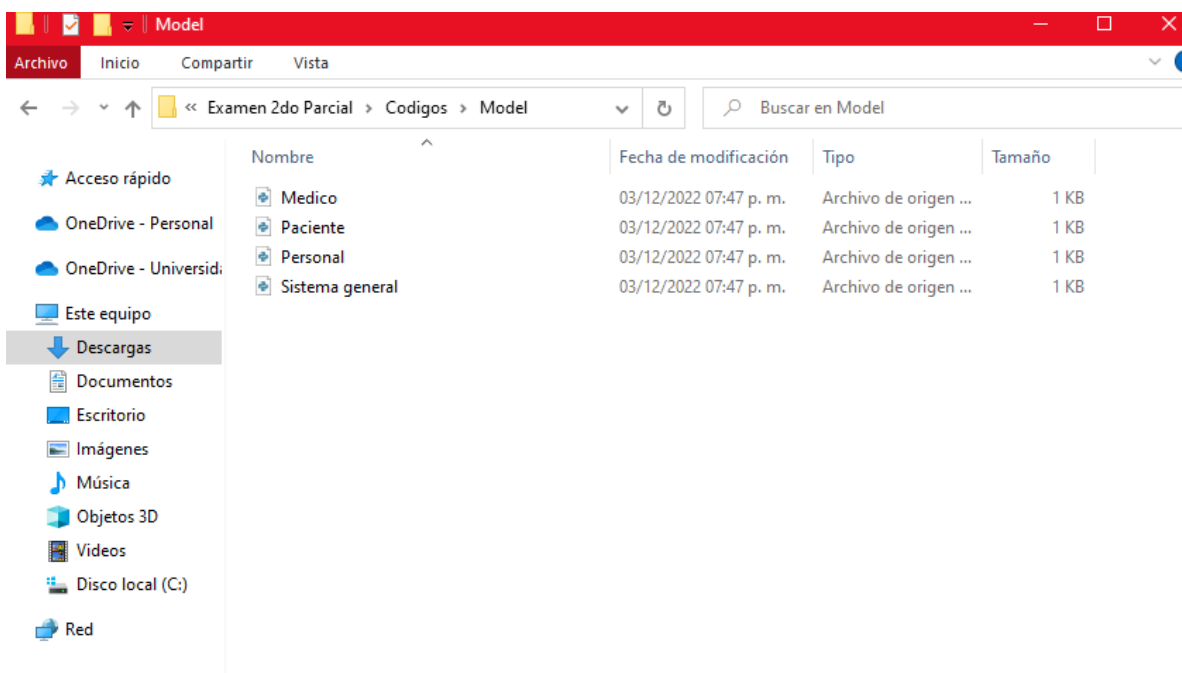 Model
Archivo Inicio Compartir Vista
« Examen 2do Parcial > Codigos > Model Buscar en Model
Nombre Fecha de modificación Tipo Tamaño
Acceso rápido
OneDrive - Personal
OneDrive - Universida
Este equipo
Descargas
Documentos
Escritorio
Imágenes
Música
Objetos 3D
Videos
Disco local (C:)
Red
Medico 03/12/2022 07:47 p. m. Archivo de origen ... 1 KB
Paciente 03/12/2022 07:47 p. m. Archivo de origen ... 1 KB
Personal 03/12/2022 07:47 p. m. Archivo de origen ... 1 KB
Sistema general 03/12/2022 07:47 p. m. Archivo de origen ... 1 KB